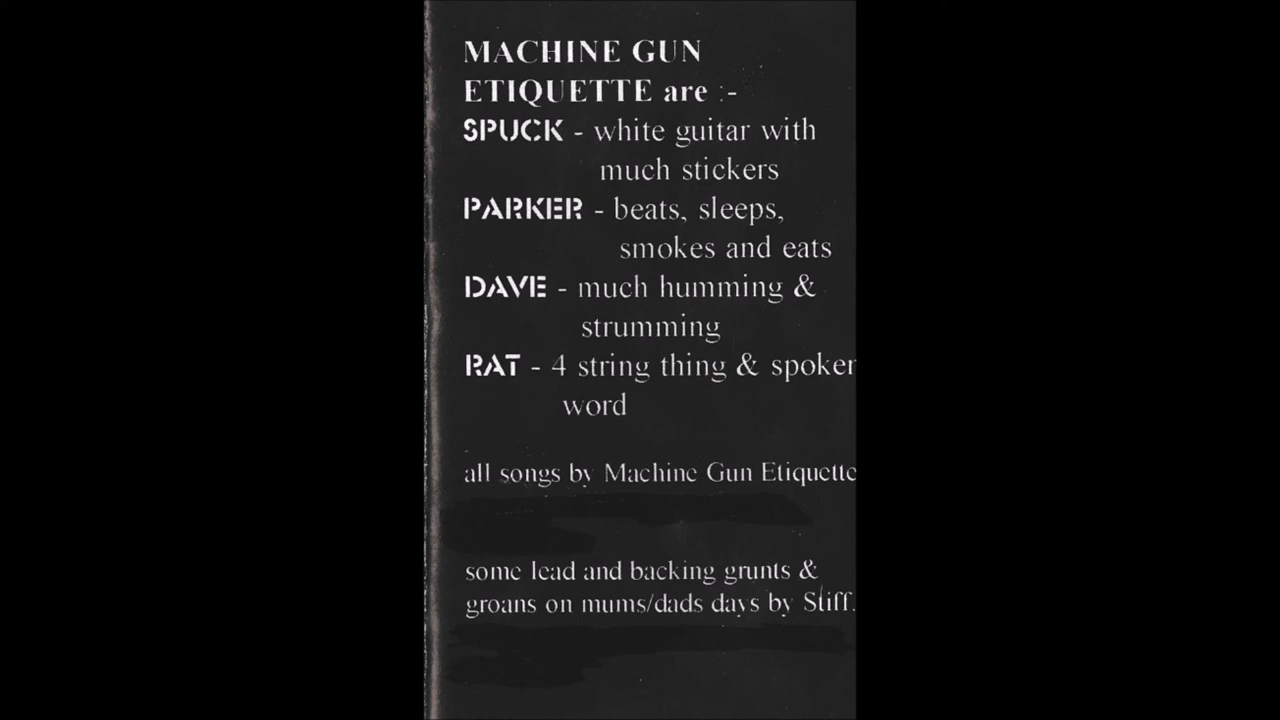 MACHINE GUN
ETIQUETTE are :-
SPUCK - white guitar with
much stickers
PARKER - beats, sleeps,
smokes and eats
DAVE - much humming &
strumming
RAT - 4 string thing & spoker
word
all songs by Machine Gun Etiquette
some lead and backing grunts &
groans on mums/dads days by Stiff.